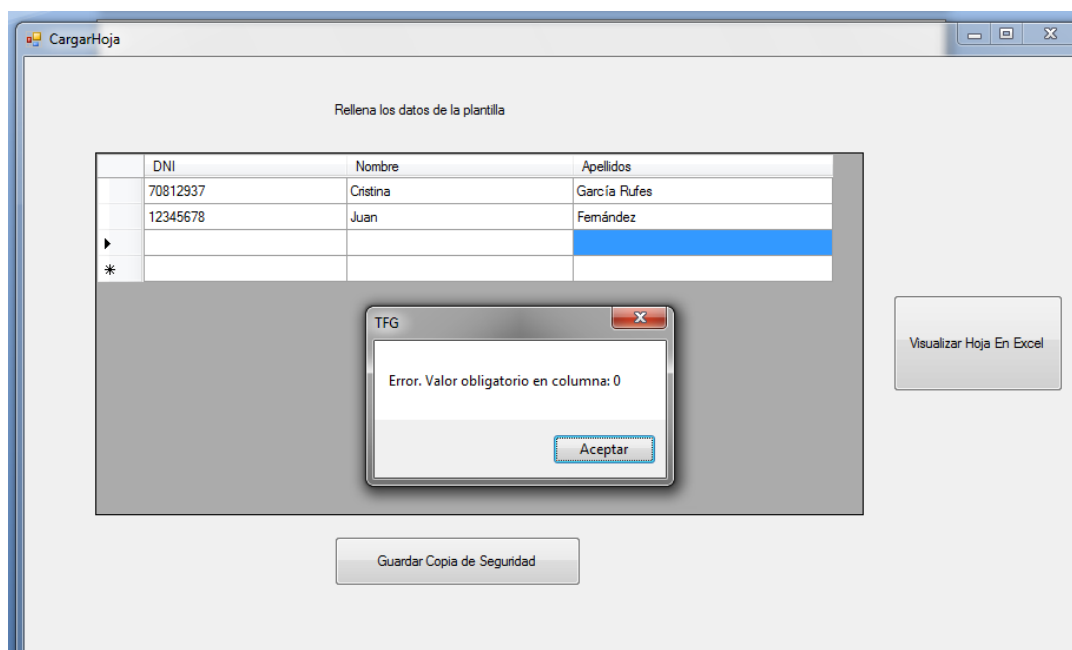 CargarHoja
Rellena los datos de la plantilla
DNI Nombre Apellidos
70812937 Cristina García Rufes
12345678 Juan Fernández
TFG
Error. Valor obligatorio en columna: 0
Aceptar
Visualizar Hoja En Excel
Guardar Copia de Seguridad